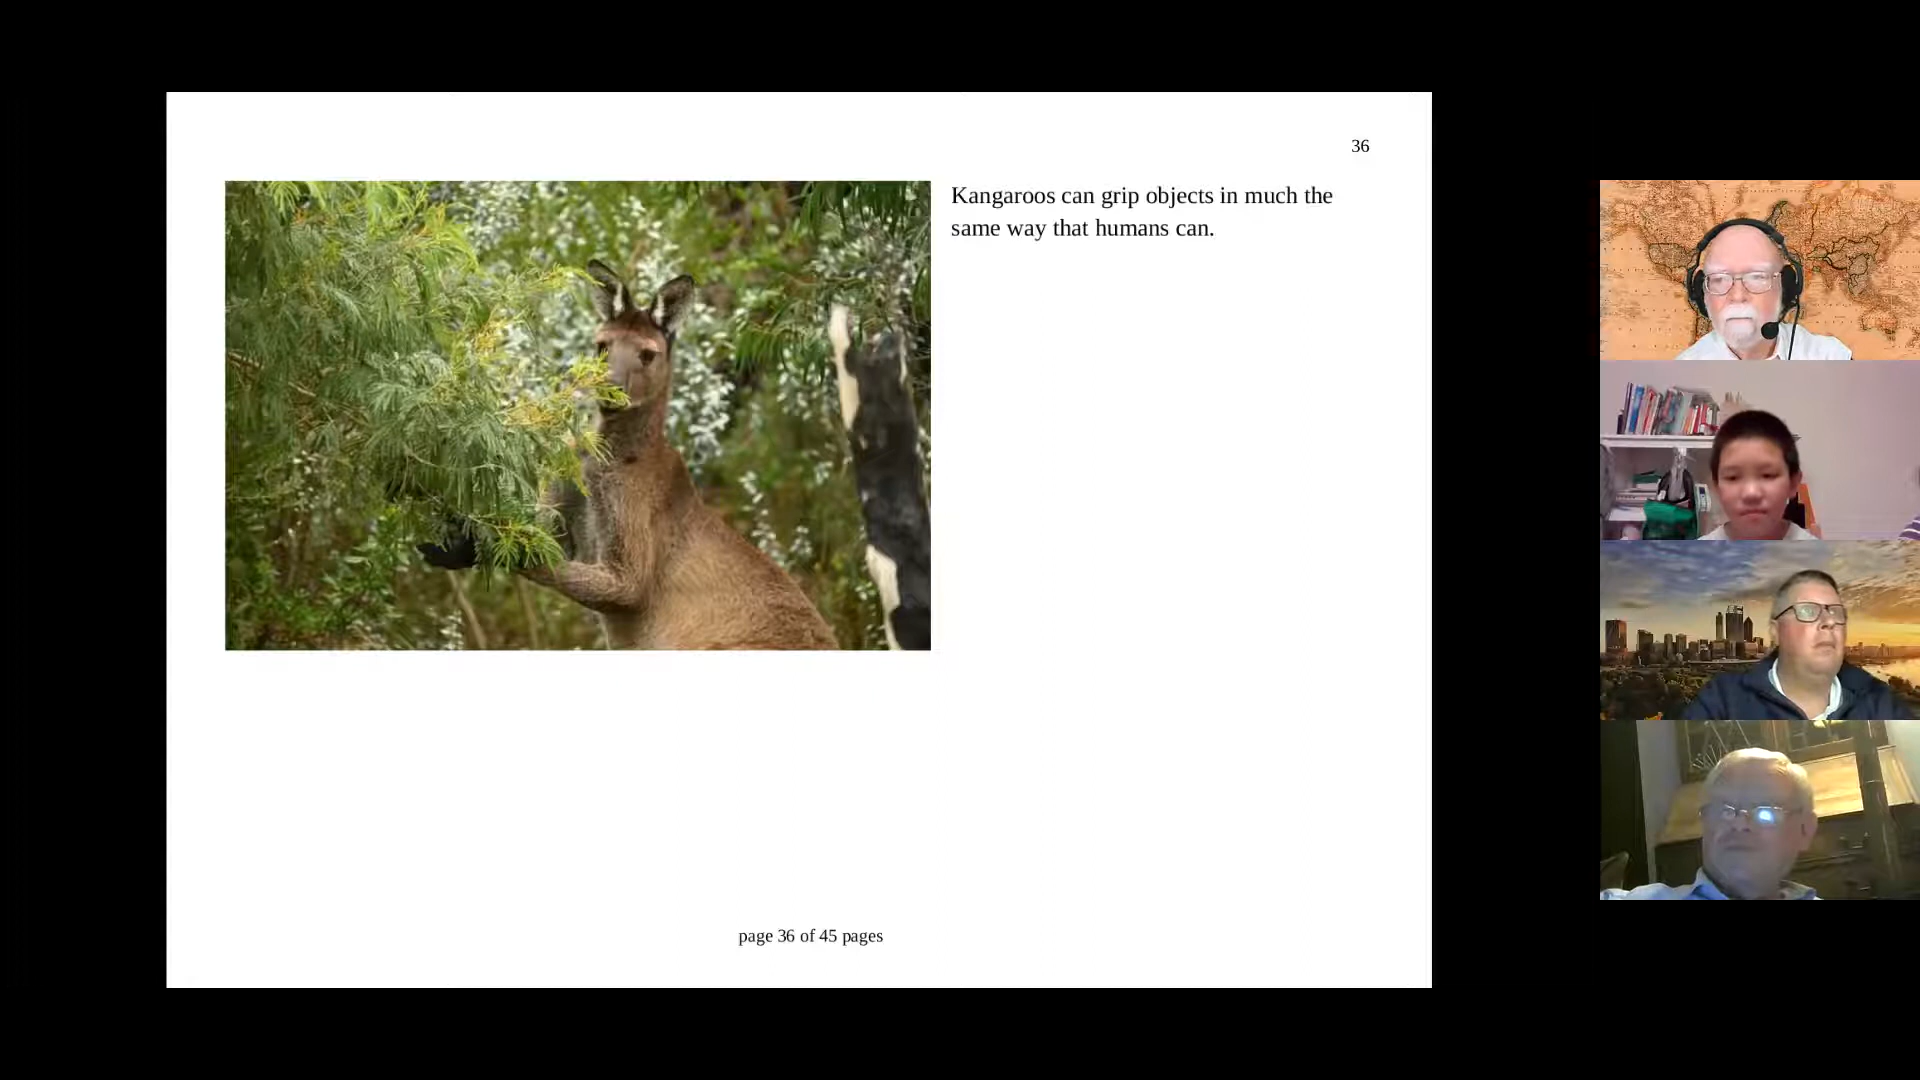 36
Kangaroos can grip objects in much the
same way that humans can.
page 36 of 45 pages